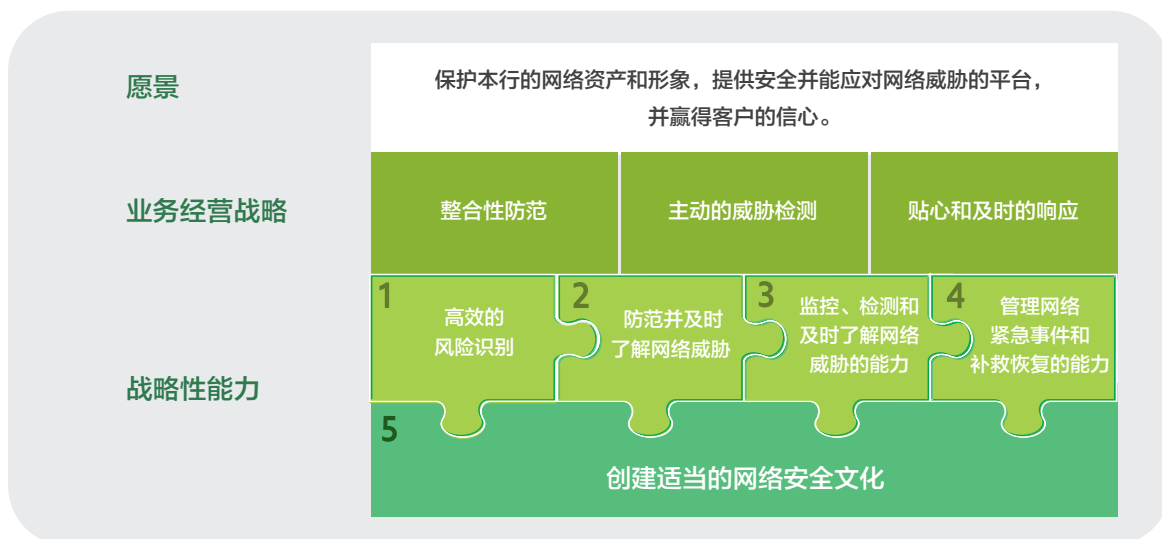 愿景
保护本行的网络资产和形象，提供安全并能应对网络威胁的平台，
并赢得客户的信心。
业务经营战略
整合性防范
主动的威胁检测
贴心和及时的响应
战略性能力
1
高效的
风险识别
2
防范并及时
了解网络威胁
3
监控、检测和
及时了解网络
威胁的能力
4
管理网络
紧急事件和
补救恢复的能力
5
创建适当的网络安全文化